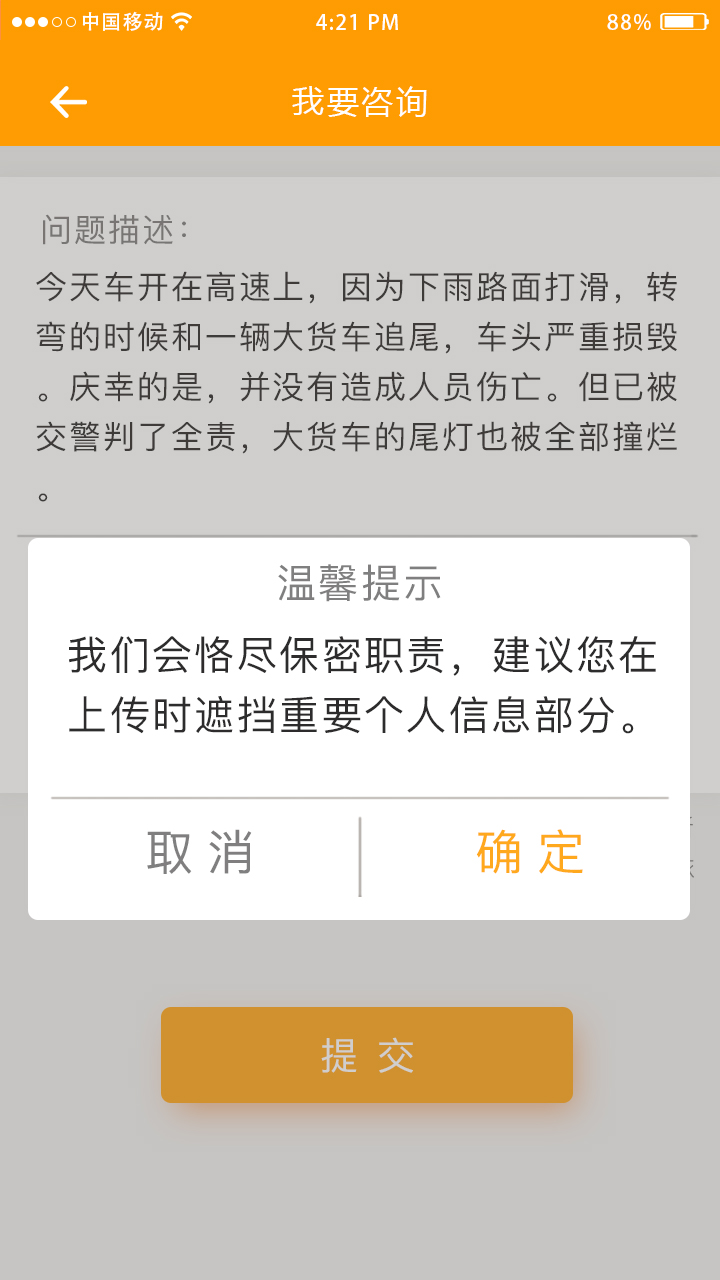 中国移动
4:21 PM
88%
我要咨询
问题描述：
今天车开在高速上，因为下雨路面打滑，转
弯的时候和一辆大货车追尾，车头严重损毁
。庆幸的是，并没有造成人员伤亡。但已被
交警判了全责，大货车的尾灯也被全部撞烂
。
温馨提示
我们会恪尽保密职责，建议您在
上传时遮挡重要个人信息部分。
取消
确定
提交